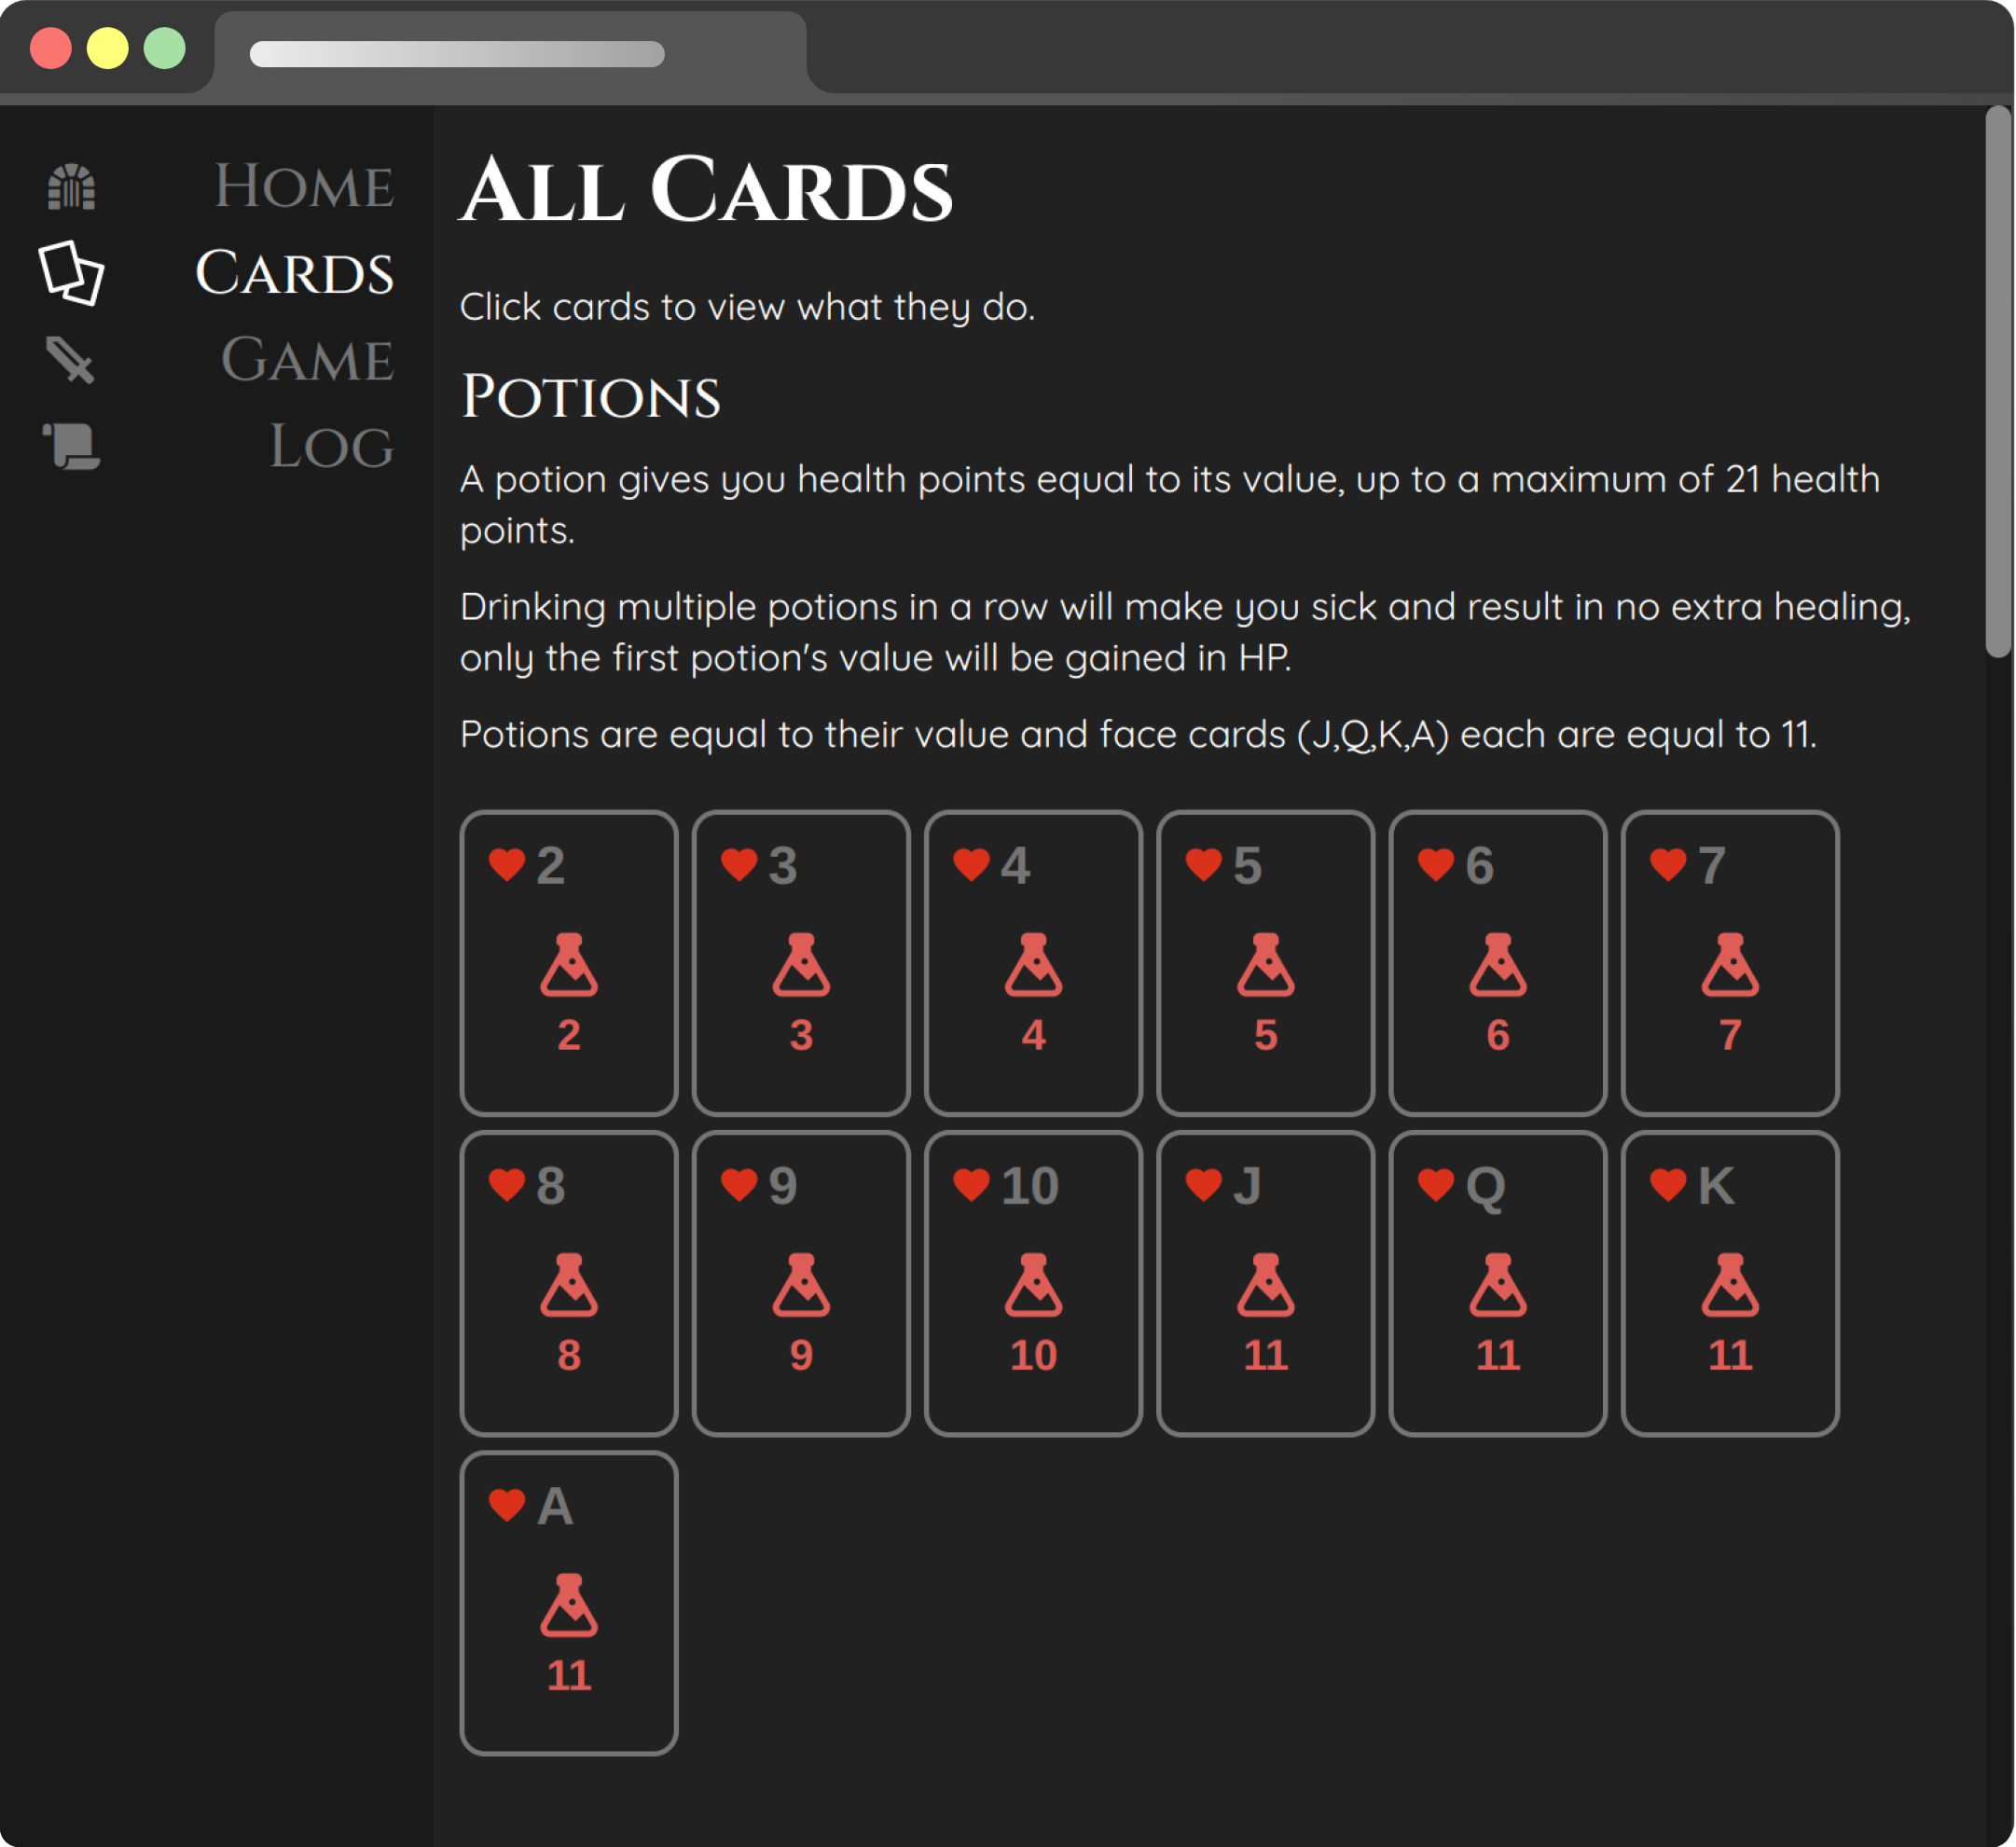 Home
Cards
Game
Log
All Cards
Click cards to view what they do.
Potions
A potion gives you health points equal to its value, up to a maximum of 21 health
points.
Drinking multiple potions in a row will make you sick and result in no extra healing,
only the first potion's value will be gained in HP.
Potions are equal to their value and face cards (J,Q,K,A) each are equal to 11.
2 3 4 5 6 7
2 3 4 5 6 7
8 9 10 J Q K
8 9 10 11 11 11
A
11